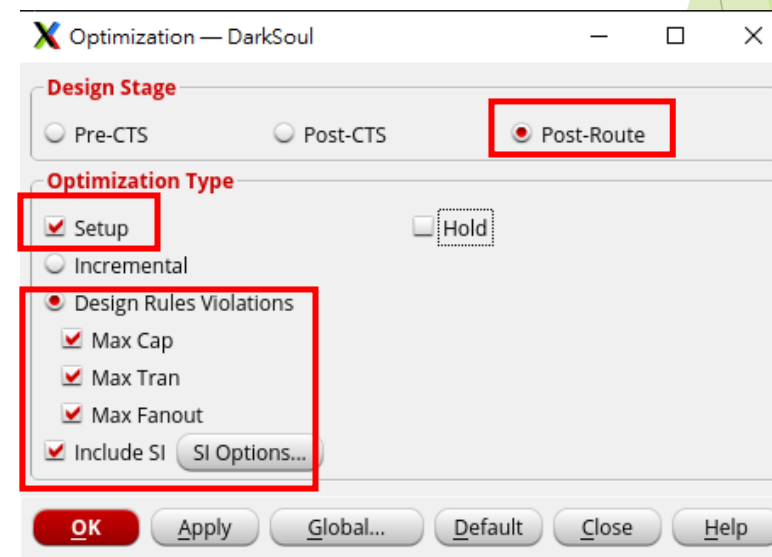 Optimization — DarkSoul
Design Stage
Pre-CTS Post-CTS Post-Route
Optimization Type
Setup Hold
Incremental
Design Rules Violations
Max Cap
Max Tran
Max Fanout
Include SI SI Options...
OK Apply Global... Default Close Help